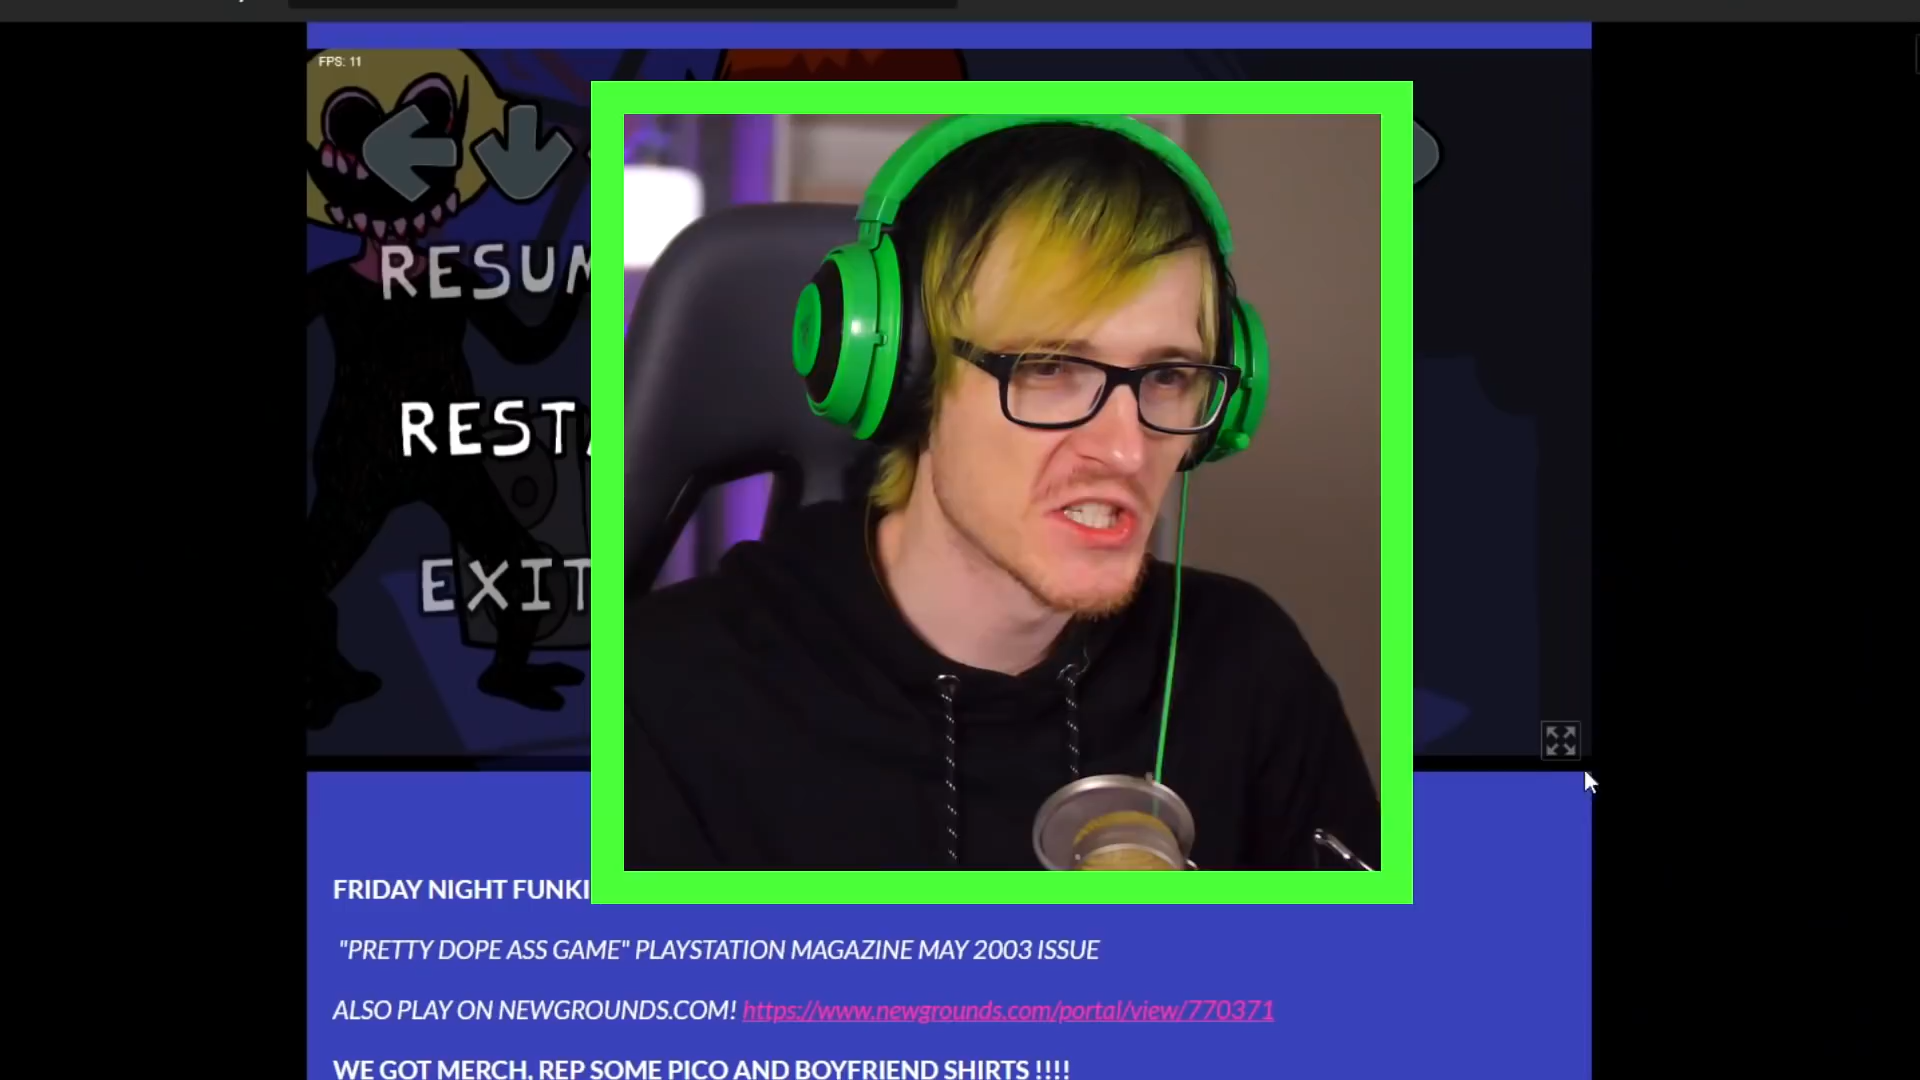 FPS: 11
RESUM
RESTA
EXIT
FRIDAY NIGHT FUNKI
"PRETTY DOPE ASS GAME" PLAYSTATION MAGAZINE MAY 2003 ISSUE
ALSO PLAY ON NEWGROUNDS.COM! https://www.newgrounds.com/portal/view/770371
WE GOT MERCH, REP SOME PICO AND BOYFRIEND SHIRTS !!!!